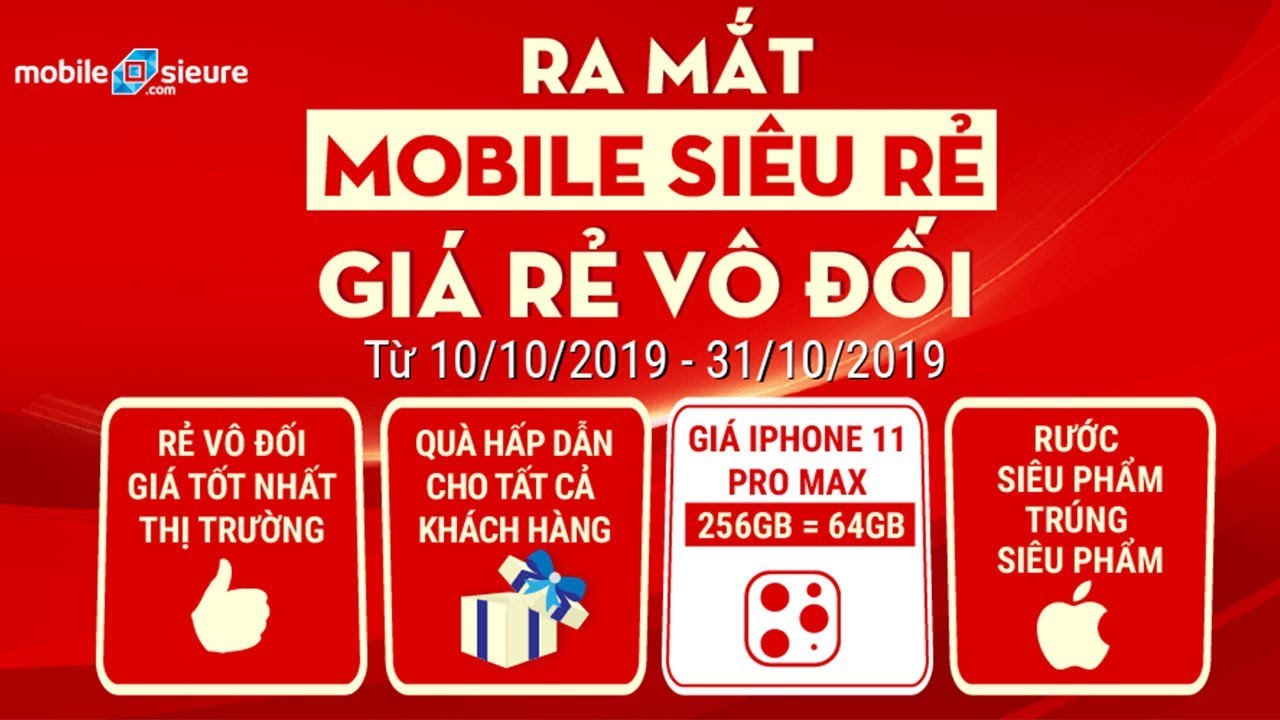 mobile sieure
.com
RA MẮT
MOBILE SIÊU RẺ
GIÁ RẺ VÔ ĐỐI
Từ 10/10/2019 - 31/10/2019
RẺ VÔ ĐỐI
GIÁ TỐT NHẤT
THỊ TRƯỜNG
QUÀ HẤP DẪN
CHO TẤT CẢ
KHÁCH HÀNG
GIÁ IPHONE 11
PRO MAX
256GB = 64GB
RƯỚC
SIÊU PHẨM
TRÚNG
SIÊU PHẨM